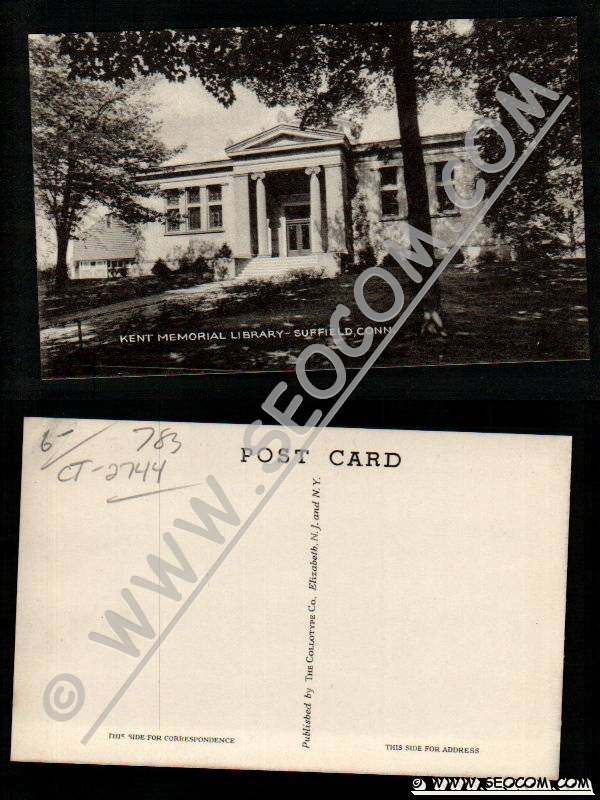 KENT MEMORIAL LIBRARY - SUFFIELD, CONN.
© WWW.SEOCOM.COM
6- 783
CT-2744
POST CARD
Published by THE COLLOTYPE CO., Elizabeth, N. J. and N. Y.
THIS SIDE FOR CORRESPONDENCE
THIS SIDE FOR ADDRESS
© WWW.SEOCOM.COM